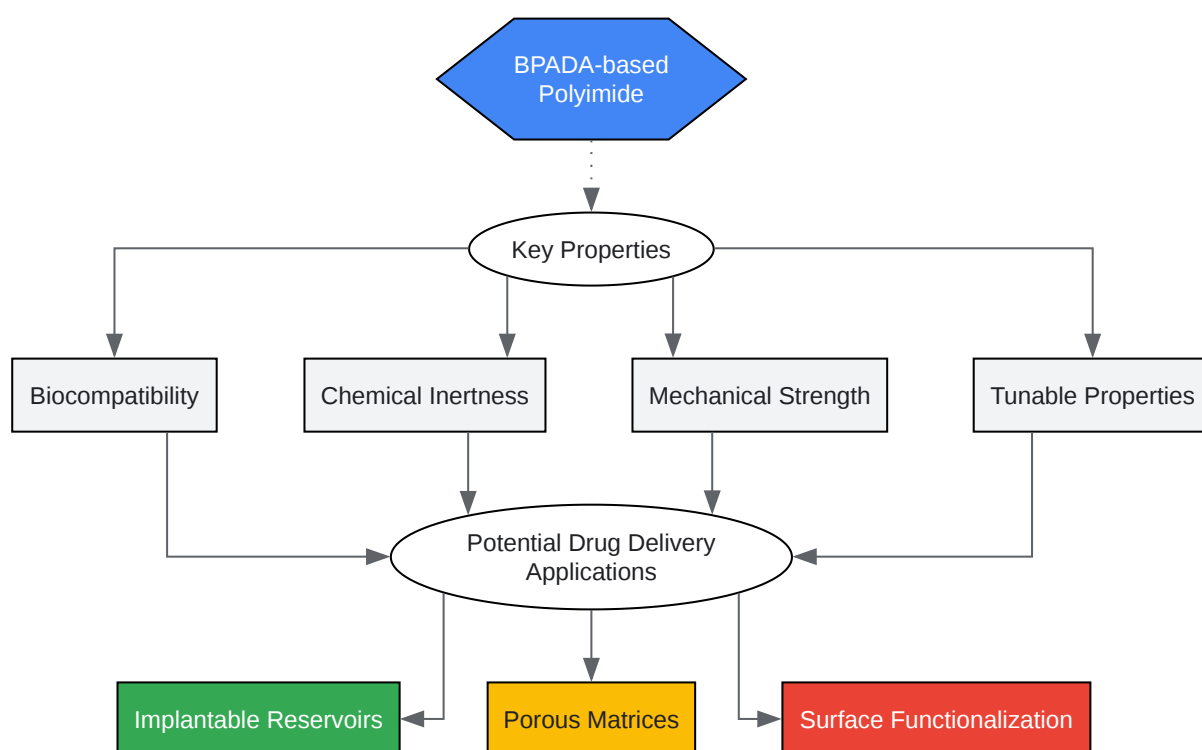 BPADA-based
Polyimide
Key Properties
Biocompatibility
Chemical Inertness
Mechanical Strength
Tunable Properties
Potential Drug Delivery
Applications
Implantable Reservoirs
Porous Matrices
Surface Functionalization